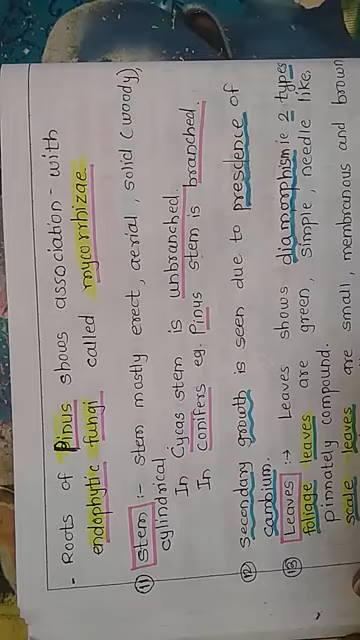 - Roots of Pinus shows association - with
endophytic fungi called mycorrhizae.
⑪ Stem :- stem mostly erect, aerial, solid (woody),
cylindrical
In Cycas stem is unbranched.
In conifers eg. Pinus stem is branched.
⑫ secondary growth is seen due to presdence of
cambium.
⑬ Leaves :→ Leaves shows diamorphism ie 2 types
foliage leaves are green, simple, needle like,
Pinnately compound.
scale leaves are small, membranous and brown